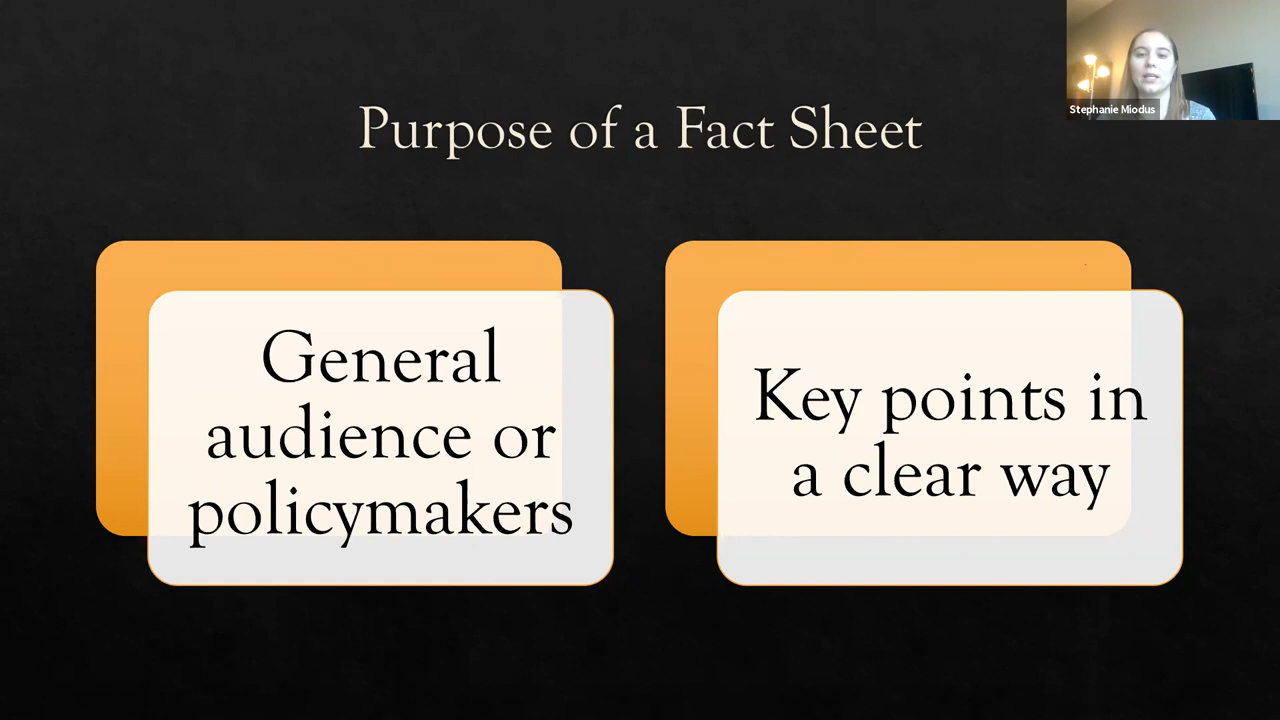 Stephanie Miodus
Purpose of a Fact Sheet
General
audience or
policymakers
Key points in
a clear way